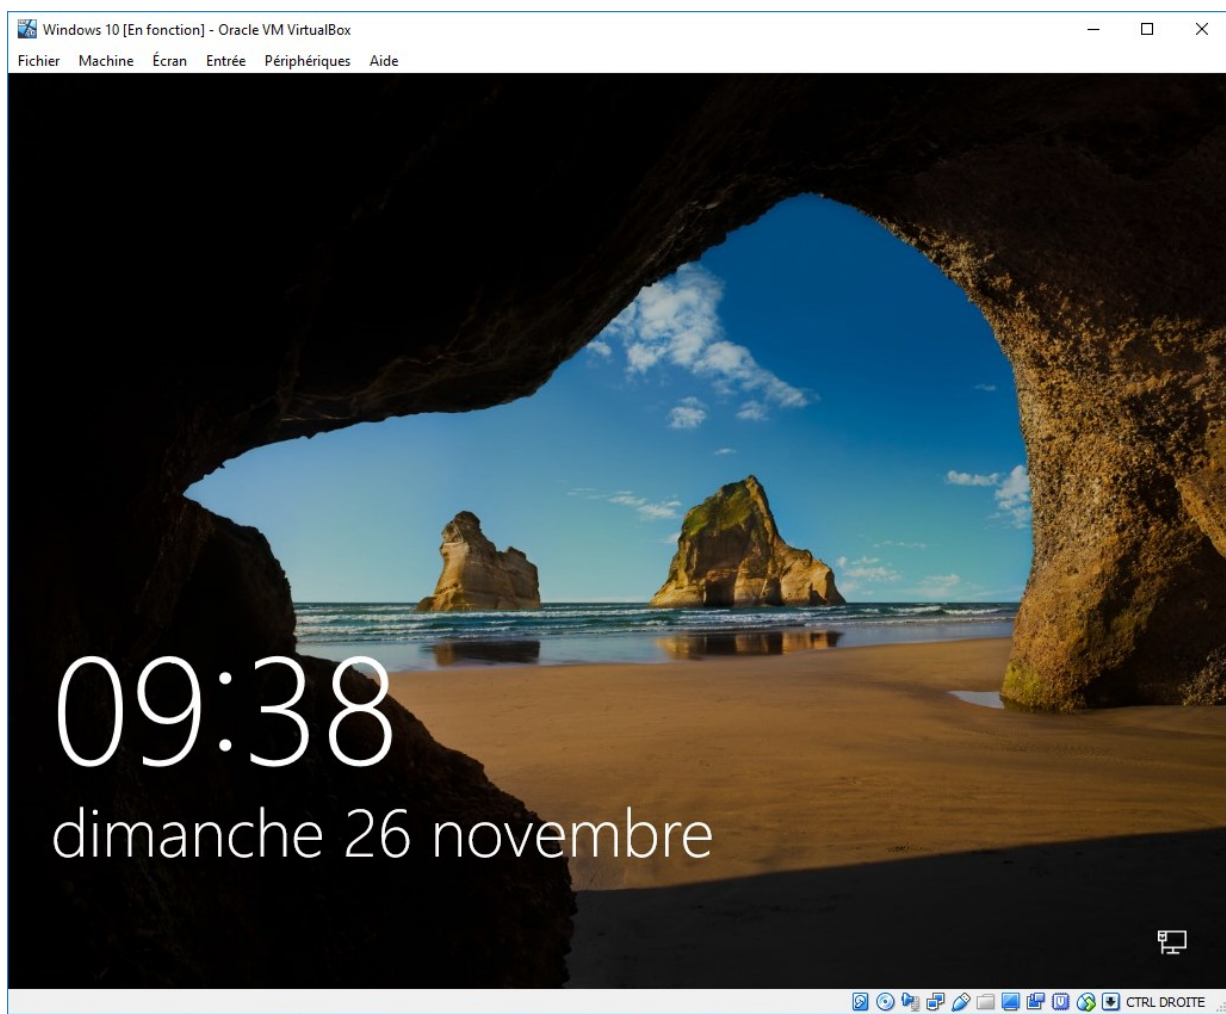 Windows 10 [En fonction] - Oracle VM VirtualBox
Fichier Machine Écran Entrée Périphériques Aide
09:38
dimanche 26 novembre
CTRL DROITE